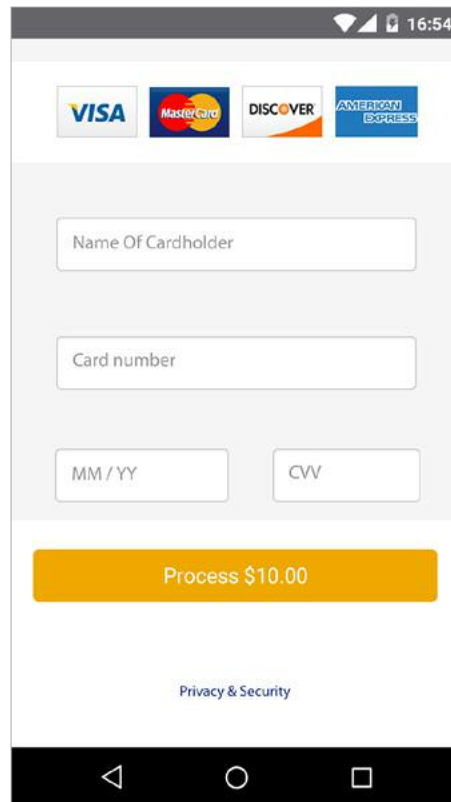 16:54
VISA
MasterCard
DISCOVER
AMERICAN
EXPRESS
Name Of Cardholder
Card number
MM / YY
CVV
Process $10.00
Privacy & Security